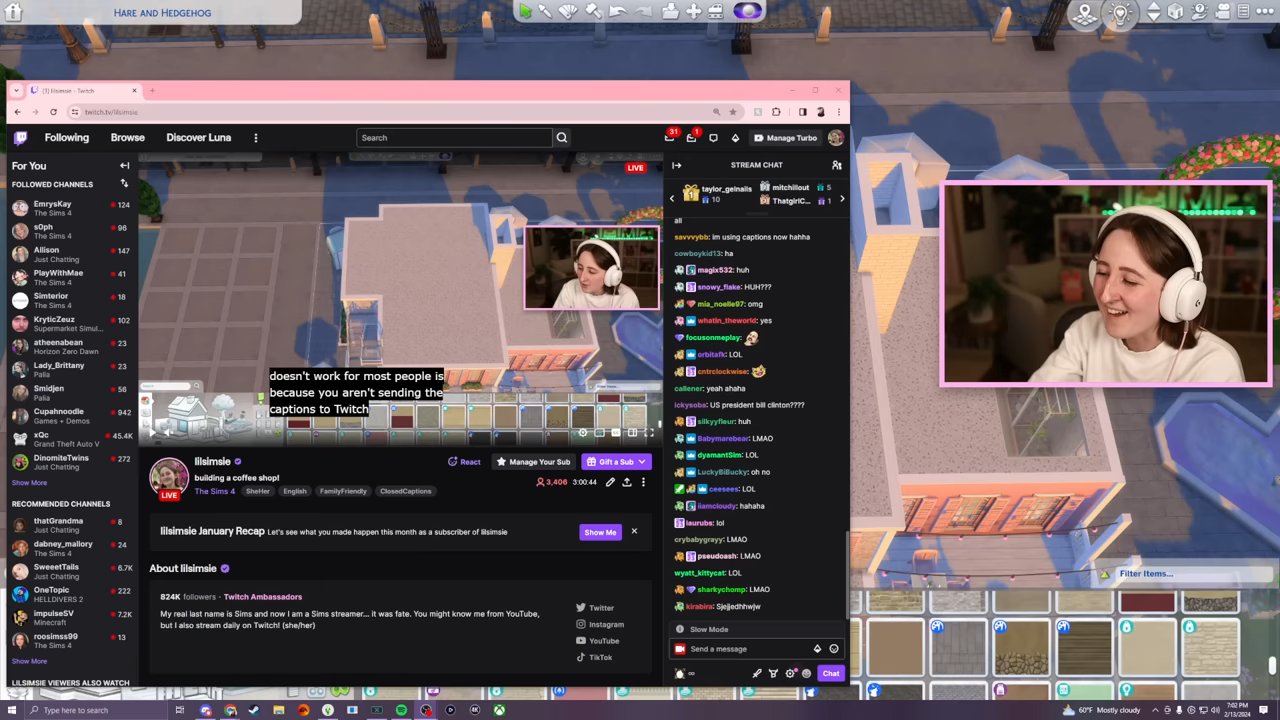 Hare and Hedgehog
(1) lilsimsie - Twitch
twitch.tv/lilsimsie
Following
Browse
Discover Luna
Search
31
1
Manage Turbo
For You
FOLLOWED CHANNELS
EmrysKay
124
The Sims 4
s0ph
96
The Sims 4
Allison
147
Just Chatting
PlayWithMae
41
The Sims 4
Simterior
18
The Sims 4
KryticZeuz
102
Supermarket Simul...
atheenabean
23
Horizon Zero Dawn
Lady_Brittany
23
Palia
Smidjen
56
Palia
Cupahnoodle
942
Games + Demos
xQc
45.4K
Grand Theft Auto V
DinomiteTwins
272
Just Chatting
Show More
RECOMMENDED CHANNELS
thatGrandma
8
Just Chatting
dabney_mallory
24
The Sims 4
SweeetTails
6.7K
Just Chatting
OneTopic
222
HELLDIVERS 2
impulseSV
7.2K
Minecraft
roosimss99
13
The Sims 4
Show More
LILSIMSIE VIEWERS ALSO WATCH
LIVE
doesn't work for most people is
because you aren't sending the
captions to Twitch
LIVE
lilsimsie
React
Manage Your Sub
Gift a Sub
building a coffee shop!
The Sims 4
SheHer
English
FamilyFriendly
ClosedCaptions
3,406
3:00:44
lilsimsie January Recap
Let's see what you made happen this month as a subscriber of lilsimsie
Show Me
About lilsimsie
824K followers · Twitch Ambassadors
My real last name is Sims and now I am a Sims streamer... it was fate. You might know me from YouTube,
but I also stream daily on Twitch! (she/her)
Twitter
Instagram
YouTube
TikTok
STREAM CHAT
1
taylor_gelnails
10
mitchillout
5
ThatgirlC...
1
all
savvvybb: im using captions now hahha
cowboykid13: ha
magix532: huh
snowy_flake: HUH???
mia_noelle97: omg
whatin_theworld: yes
focusonmeplay:
orbitafk: LOL
cntrclockwise:
callener: yeah ahaha
ickysoba: US president bill clinton????
silkyyfleur: huh
Babymarebear: LMAO
dyamantSim: LOL
LuckyBiBucky: oh no
ceesees: LOL
iiamcloudy: hahaha
laurubs: lol
crybabygrayy: LMAO
pseudoash: LMAO
wyatt_kittycat: LOL
sharkychomp: LMAO
kirabira: Sjejjedhhwjw
Slow Mode
Send a message
Chat
Filter Items...
Type here to search
60°F Mostly cloudy
7:02 PM
2/13/2024